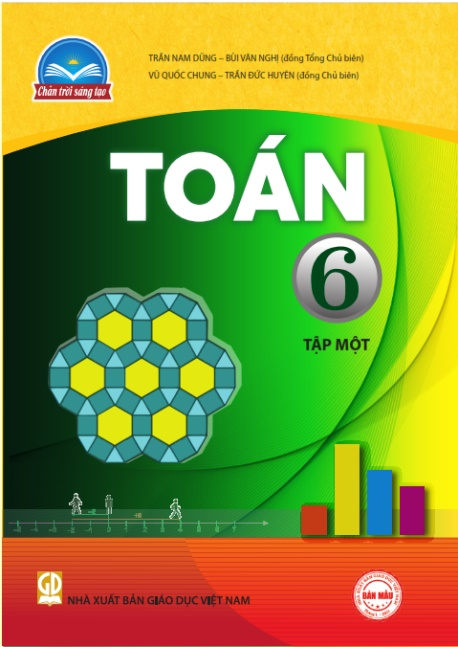 TRẦN NAM DŨNG – BÙI VĂN NGHỊ (đồng Tổng Chủ biên)
VŨ QUỐC CHUNG – TRẦN ĐỨC HUYÊN (đồng Chủ biên)
Chân trời sáng tạo
TOÁN
6
TẬP MỘT
NHÀ XUẤT BẢN GIÁO DỤC VIỆT NAM
BẢN MẪU